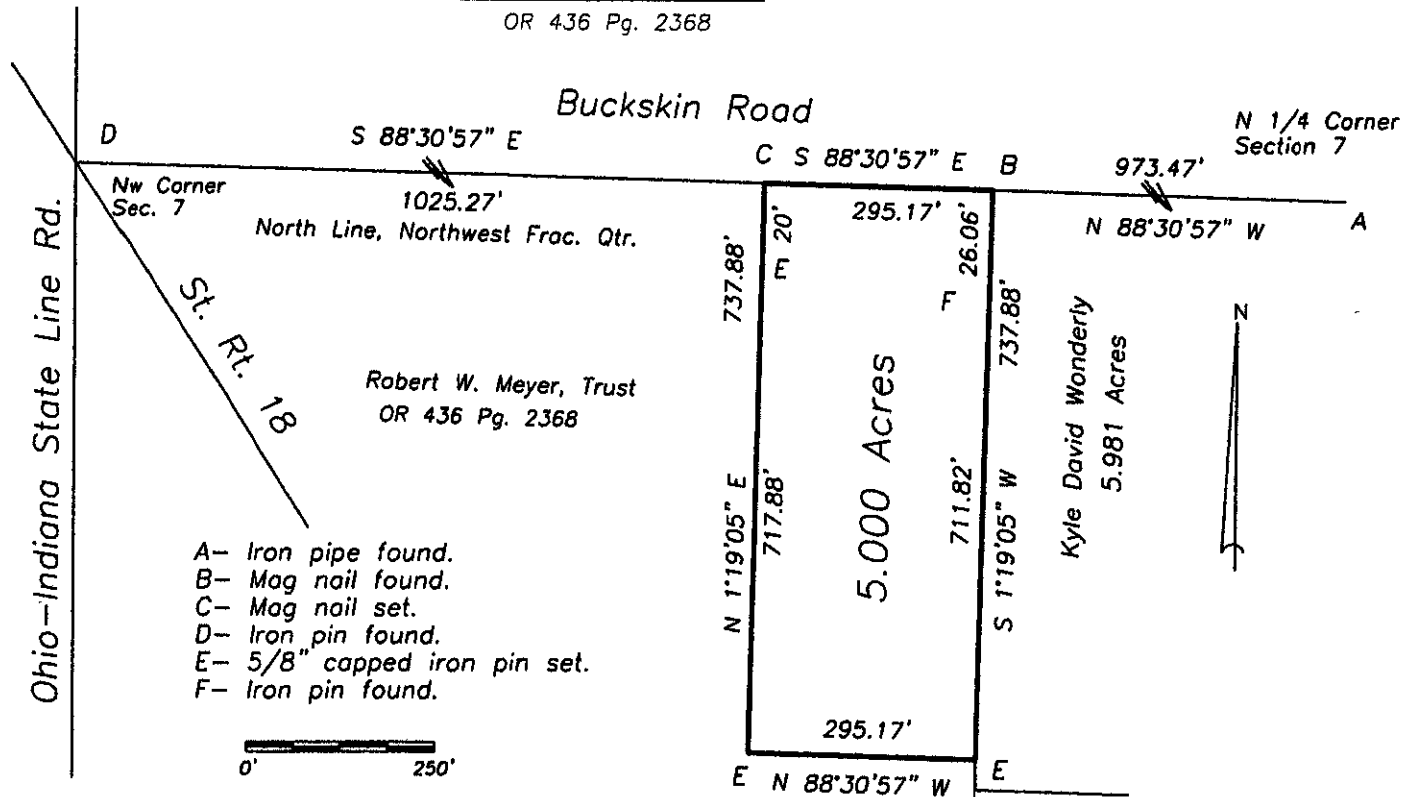 OR 436 Pg. 2368
Buckskin Road
N 1/4 Corner
Section 7
D
S 88°30'57" E
C
S 88°30'57" E
B
973.47'
Nw Corner
Sec. 7
1025.27'
295.17'
N 88°30'57" W
A
North Line, Northwest Frac. Qtr.
20'
26.06'
E
F
737.88'
737.88'
Ohio-Indiana State Line Rd.
St. Rt. 18
Robert W. Meyer, Trust
OR 436 Pg. 2368
5.000 Acres
Kyle David Wonderly
5.981 Acres
N
N 1°19'05" E
717.88'
711.82'
S 1°19'05" W
A- Iron pipe found.
B- Mag nail found.
C- Mag nail set.
D- Iron pin found.
E- 5/8" capped iron pin set.
F- Iron pin found.
295.17'
0'
250'
E
N 88°30'57" W
E